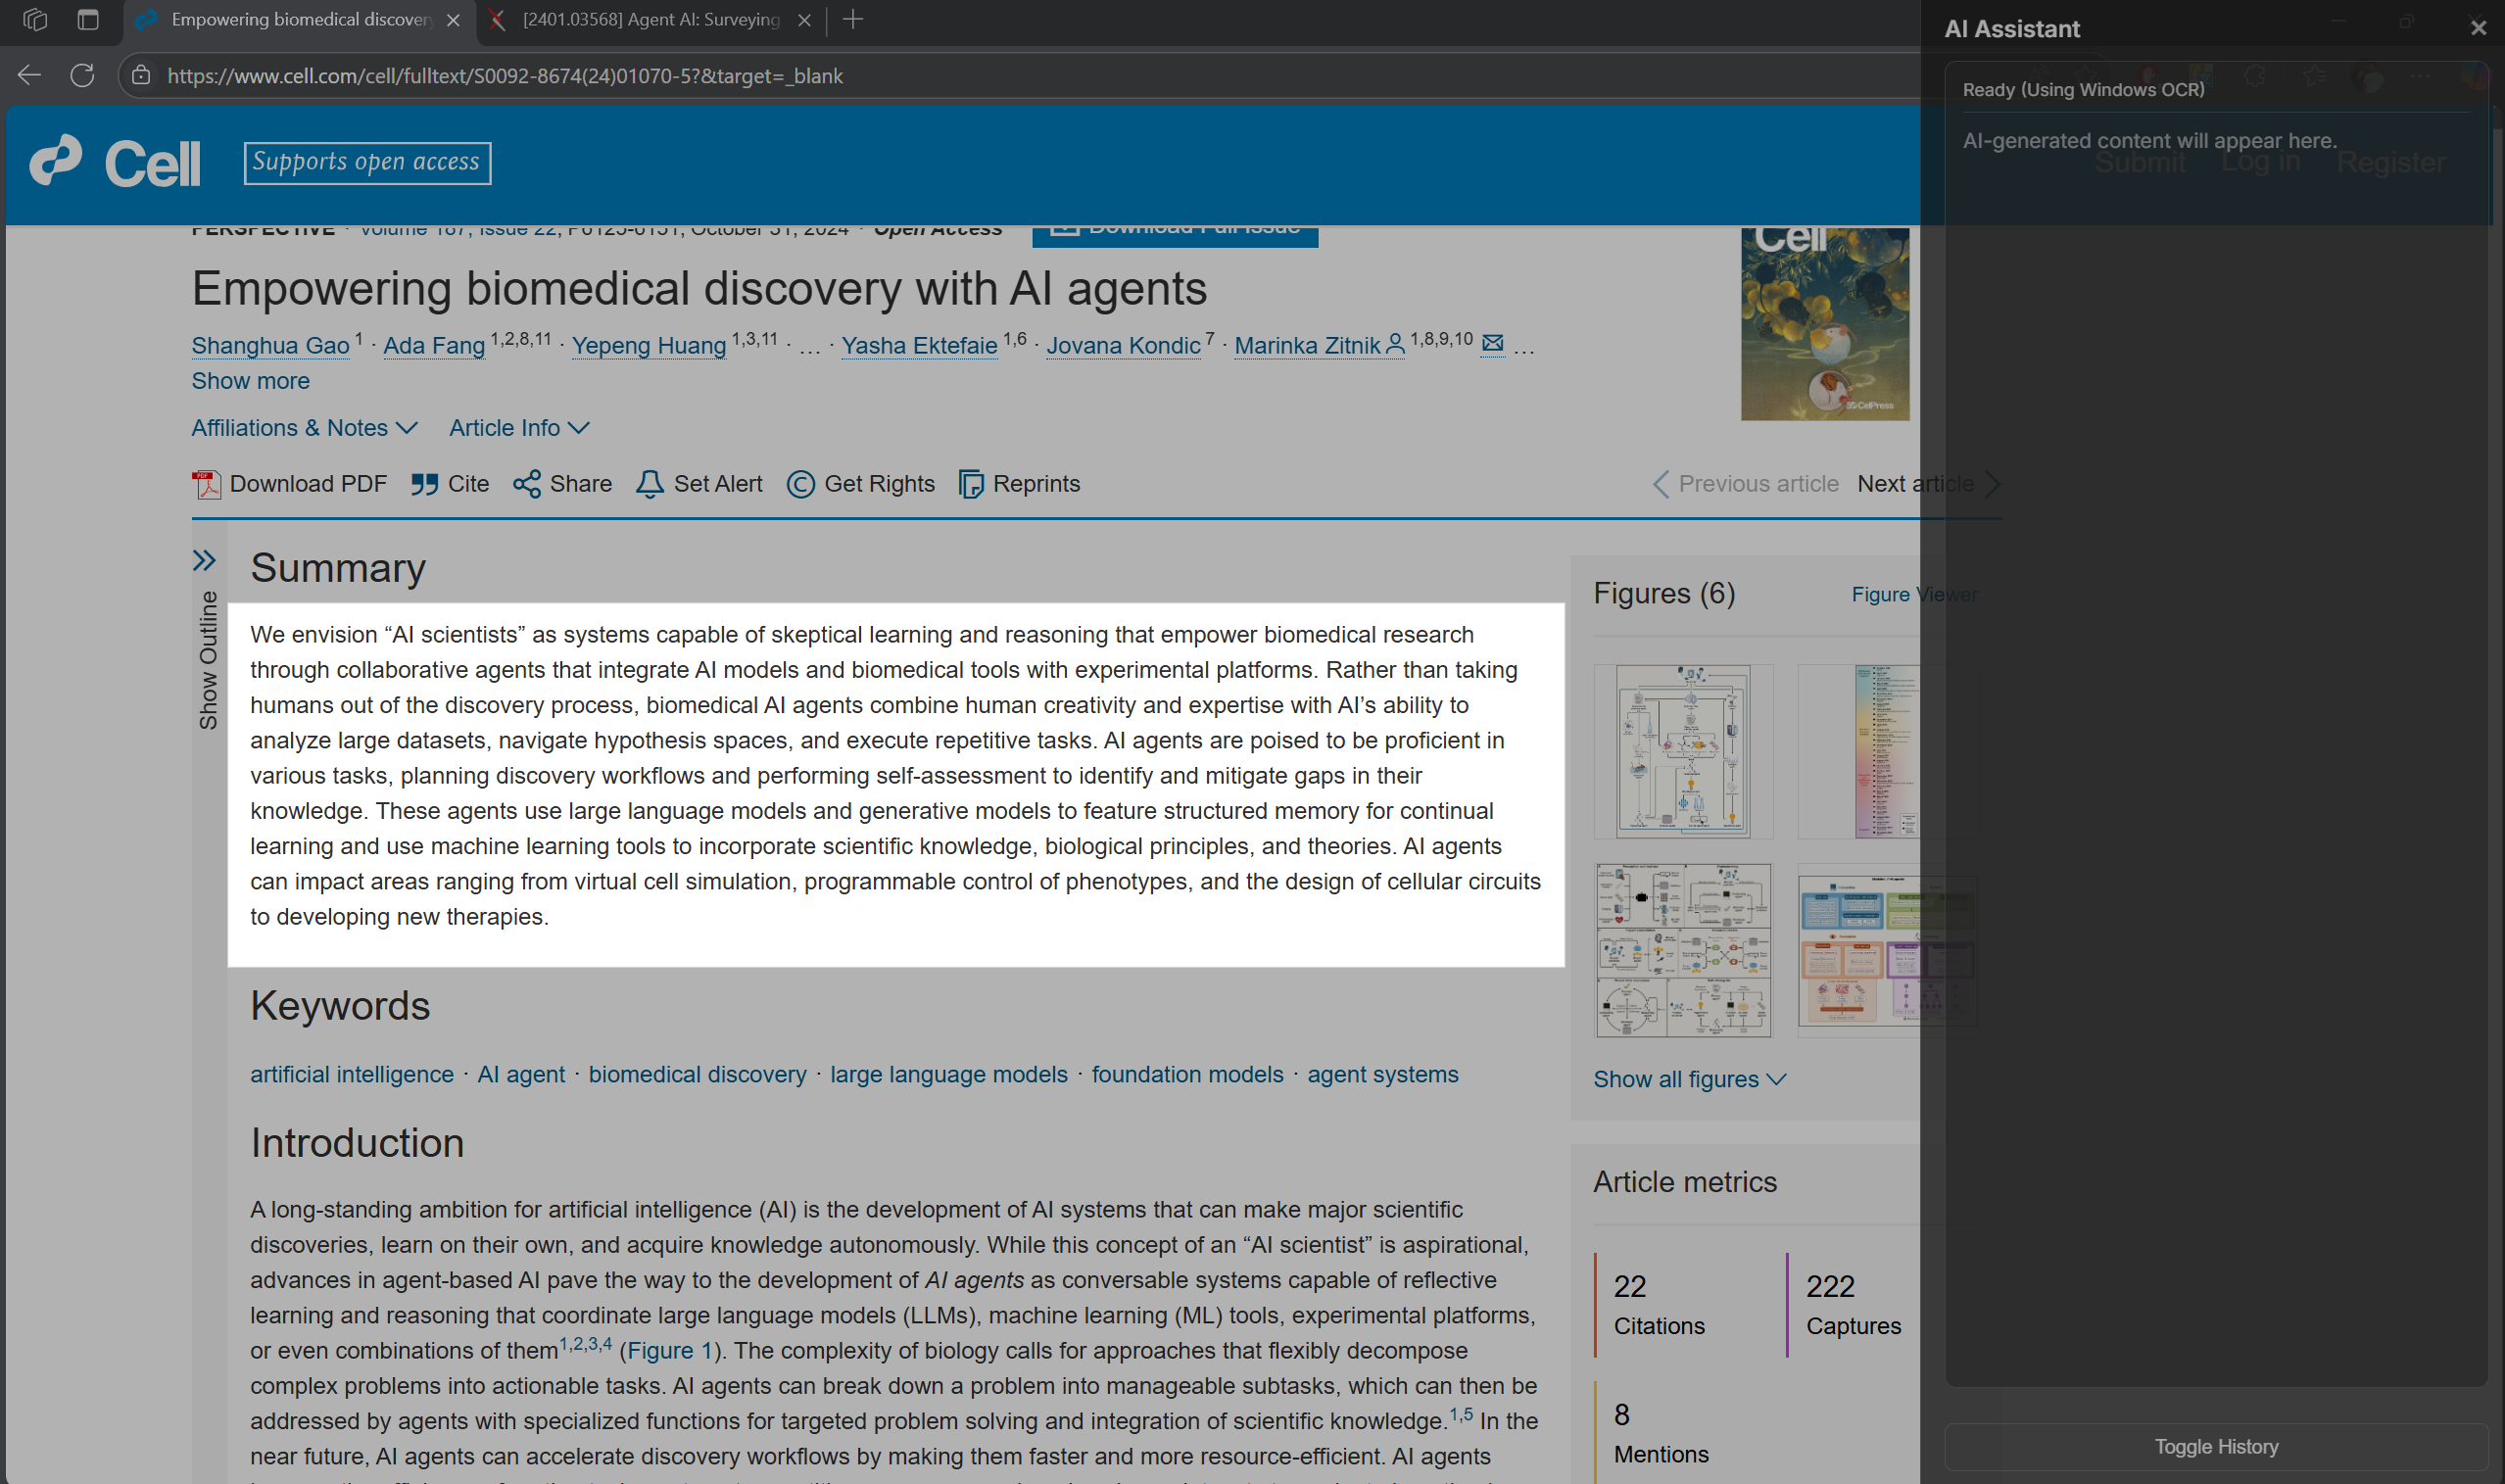 Empowering biomedical discover
[2401.03568] Agent AI: Surveying
https://www.cell.com/cell/fulltext/S0092-8674(24)01070-5?&target=_blank
AI Assistant
Ready (Using Windows OCR)
AI-generated content will appear here.
Cell
Supports open access
Submit
Log in
Register
PERSPECTIVE · Volume 187, Issue 22, P6125-6151, October 31, 2024 · Open Access
Download Full Issue
Empowering biomedical discovery with AI agents
Shanghua Gao 1 · Ada Fang 1,2,8,11 · Yepeng Huang 1,3,11 · … · Yasha Ektefaie 1,6 · Jovana Kondic 7 · Marinka Zitnik 1,8,9,10 …
Show more
Affiliations & Notes
Article Info
Cell
CellPress
Download PDF
Cite
Share
Set Alert
Get Rights
Reprints
Previous article
Next article
Show Outline
Summary
We envision “AI scientists” as systems capable of skeptical learning and reasoning that empower biomedical research
through collaborative agents that integrate AI models and biomedical tools with experimental platforms. Rather than taking
humans out of the discovery process, biomedical AI agents combine human creativity and expertise with AI’s ability to
analyze large datasets, navigate hypothesis spaces, and execute repetitive tasks. AI agents are poised to be proficient in
various tasks, planning discovery workflows and performing self-assessment to identify and mitigate gaps in their
knowledge. These agents use large language models and generative models to feature structured memory for continual
learning and use machine learning tools to incorporate scientific knowledge, biological principles, and theories. AI agents
can impact areas ranging from virtual cell simulation, programmable control of phenotypes, and the design of cellular circuits
to developing new therapies.
Keywords
artificial intelligence · AI agent · biomedical discovery · large language models · foundation models · agent systems
Introduction
A long-standing ambition for artificial intelligence (AI) is the development of AI systems that can make major scientific
discoveries, learn on their own, and acquire knowledge autonomously. While this concept of an “AI scientist” is aspirational,
advances in agent-based AI pave the way to the development of AI agents as conversable systems capable of reflective
learning and reasoning that coordinate large language models (LLMs), machine learning (ML) tools, experimental platforms,
or even combinations of them1,2,3,4 (Figure 1). The complexity of biology calls for approaches that flexibly decompose
complex problems into actionable tasks. AI agents can break down a problem into manageable subtasks, which can then be
addressed by agents with specialized functions for targeted problem solving and integration of scientific knowledge.1,5 In the
near future, AI agents can accelerate discovery workflows by making them faster and more resource-efficient. AI agents
Figures (6)
Figure Viewer
Show all figures
Article metrics
22
Citations
222
Captures
8
Mentions
Toggle History